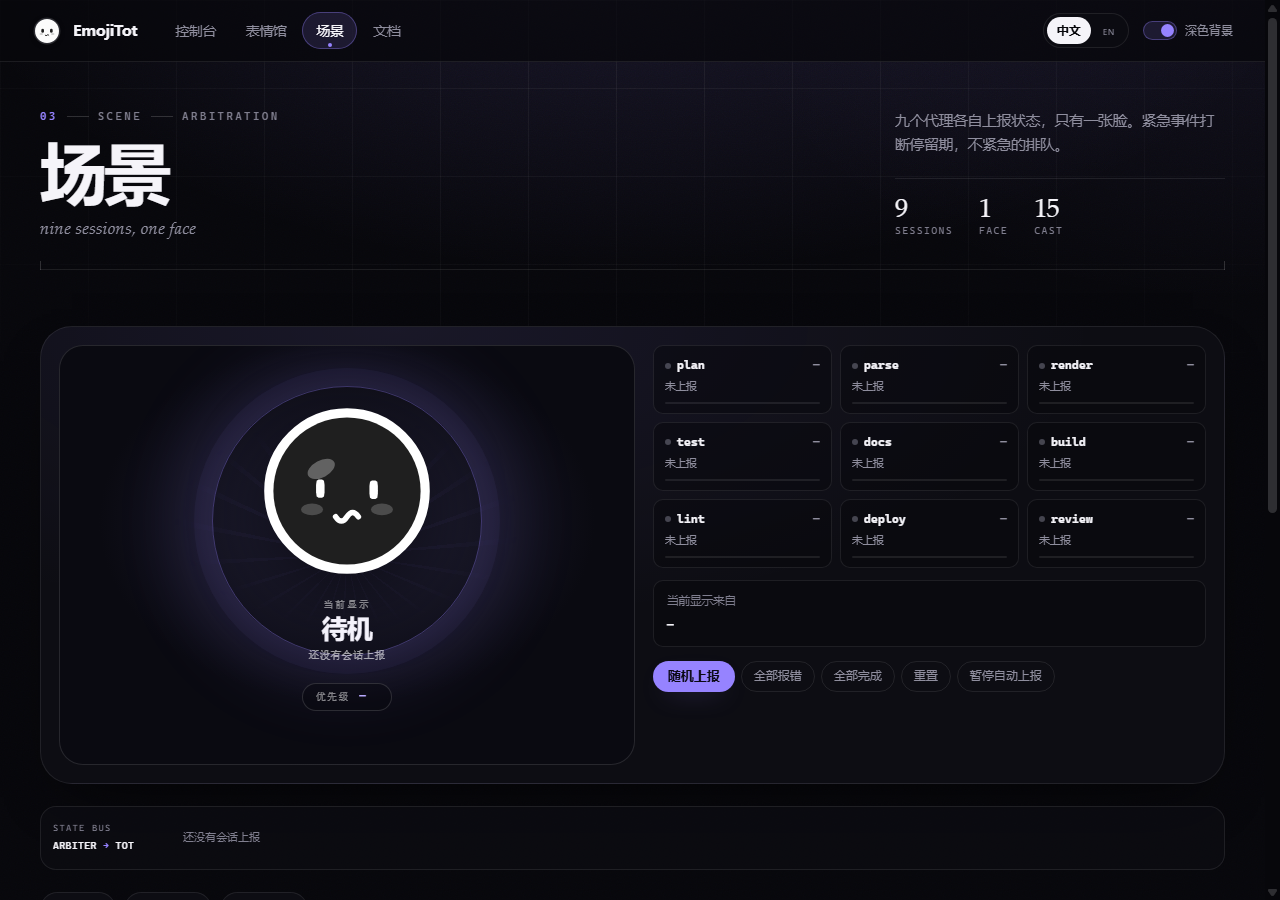 EmojiTot
控制台
表情馆
场景
文档
中文
EN
深色背景
03 — SCENE — ARBITRATION
场景
nine sessions, one face
九个代理各自上报状态，只有一张脸。紧急事件打
断停留期，不紧急的排队。
9
SESSIONS
1
FACE
15
CAST
当前显示
待机
还没有会话上报
优先级 —
plan —
未上报
parse —
未上报
render —
未上报
test —
未上报
docs —
未上报
build —
未上报
lint —
未上报
deploy —
未上报
review —
未上报
当前显示来自
—
随机上报
全部报错
全部完成
重置
暂停自动上报
STATE BUS
ARBITER → TOT
还没有会话上报